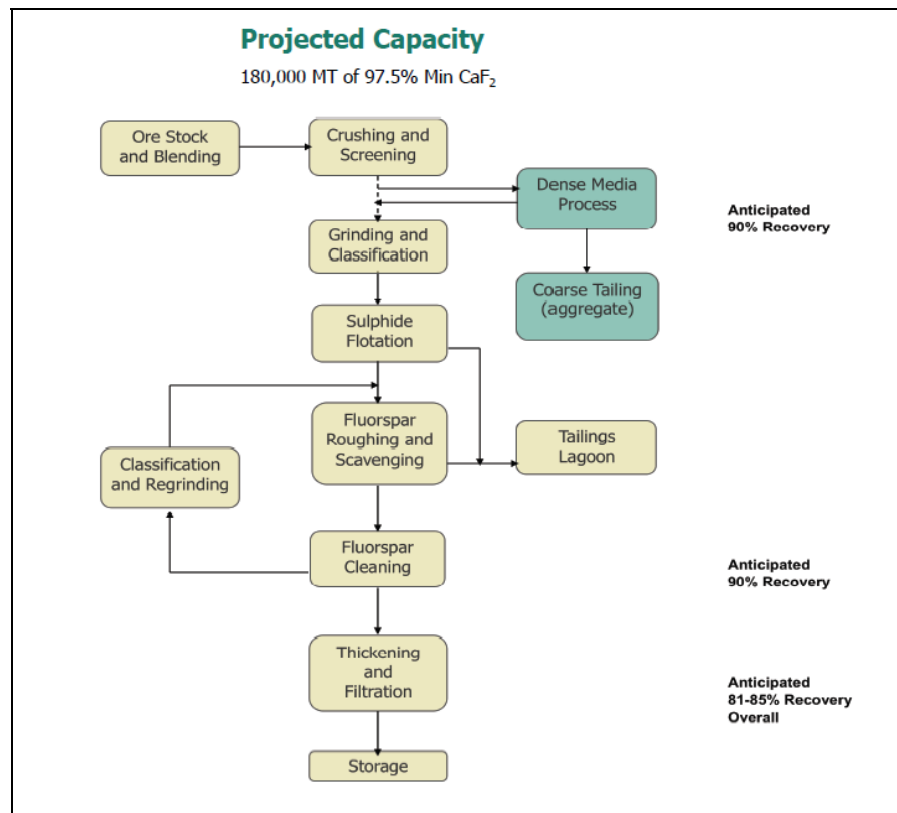 Projected Capacity
180,000 MT of 97.5% Min CaF₂
Ore Stock
and Blending
Crushing and
Screening
Dense Media
Process
Anticipated
90% Recovery
Grinding and
Classification
Coarse Tailing
(aggregate)
Sulphide
Flotation
Fluorspar
Roughing and
Scavenging
Tailings
Lagoon
Classification
and Regrinding
Fluorspar
Cleaning
Anticipated
90% Recovery
Thickening
and
Filtration
Anticipated
81-85% Recovery
Overall
Storage